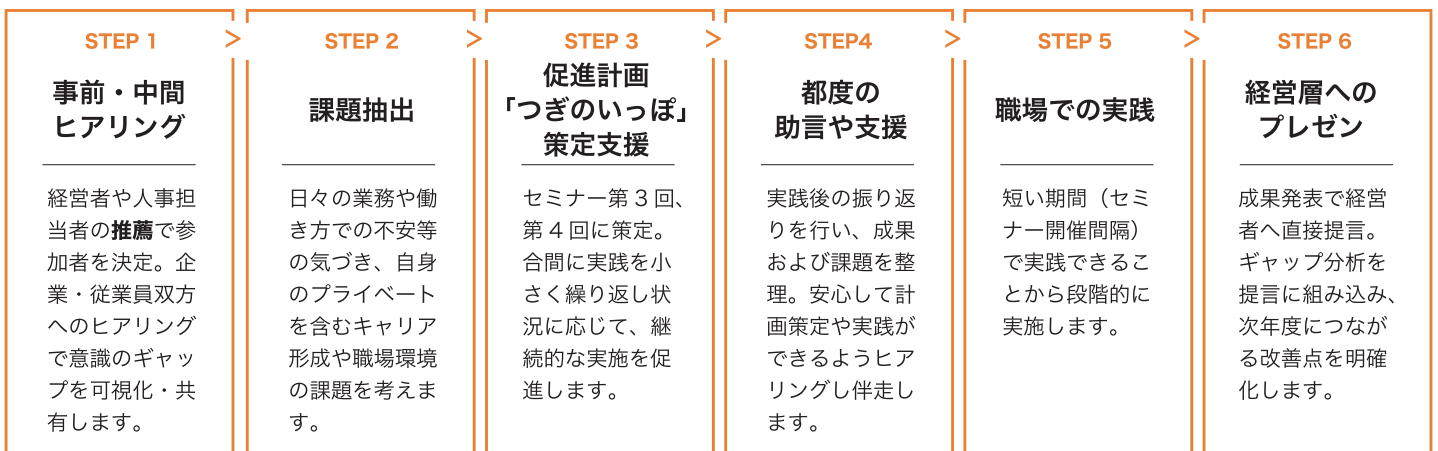 STEP 1
事前・中間
ヒアリング
経営者や人事担
当者の推薦で参
加者を決定。企
業・従業員双方
へのヒアリング
で意識のギャッ
プを可視化・共
有します。
>
STEP 2
課題抽出
日々の業務や働
き方での不安等
の気づき、自身
のプライベート
を含むキャリア
形成や職場環境
の課題を考えま
す。
>
STEP 3
促進計画
「つぎのいっぽ」
策定支援
セミナー第3回、
第4回に策定。
合間に実践を小
さく繰り返し状
況に応じて、継
続的な実施を促
進します。
>
STEP4
都度の
助言や支援
実践後の振り返
りを行い、成果
および課題を整
理。安心して計
画策定や実践が
できるようヒア
リングし伴走し
ます。
>
STEP 5
職場での実践
短い期間（セミ
ナー開催間隔）
で実践できるこ
とから段階的に
実施します。
>
STEP 6
経営層への
プレゼン
成果発表で経営
者へ直接提言。
ギャップ分析を
提言に組み込み、
次年度につなが
る改善点を明確
化します。